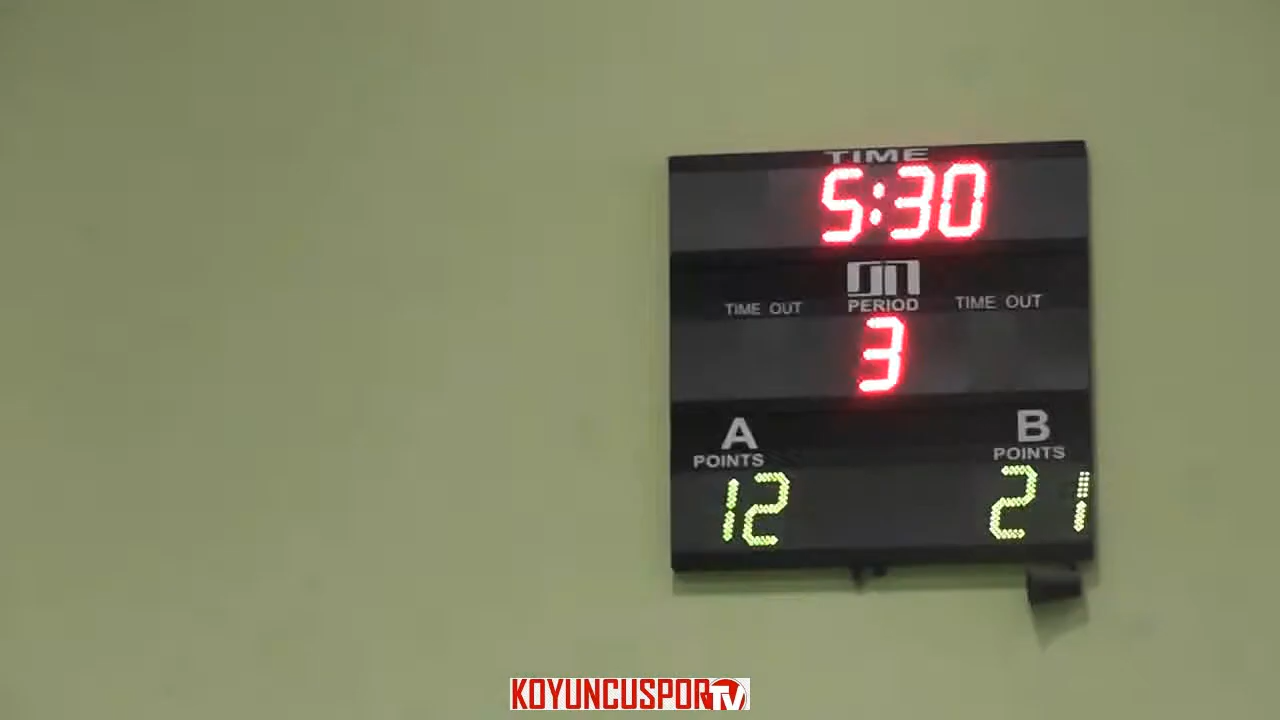 TIME
5:30
TIME OUT PERIOD TIME OUT
3
A B
POINTS POINTS
12 21
KOYUNCUSPOR TV